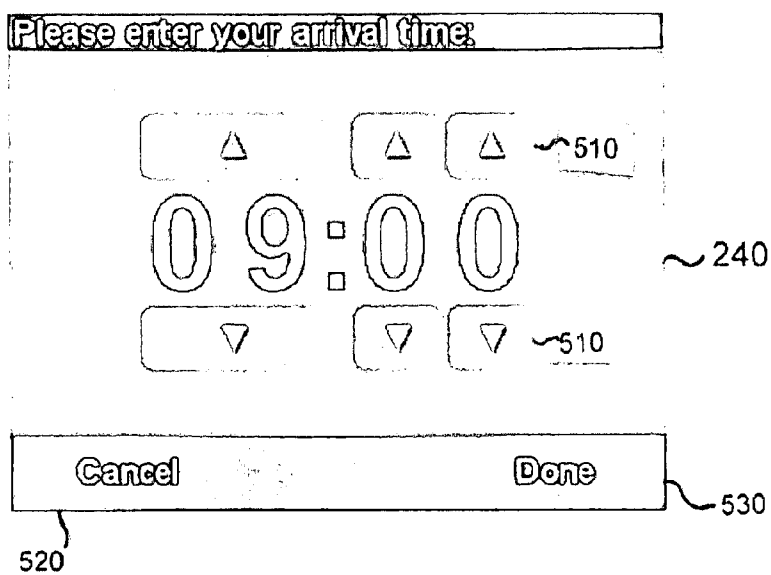 Please enter your arrival time:
△ △ △ 510
09:00
240
▽ ▽ ▽ 510
Cancel Done
530
520